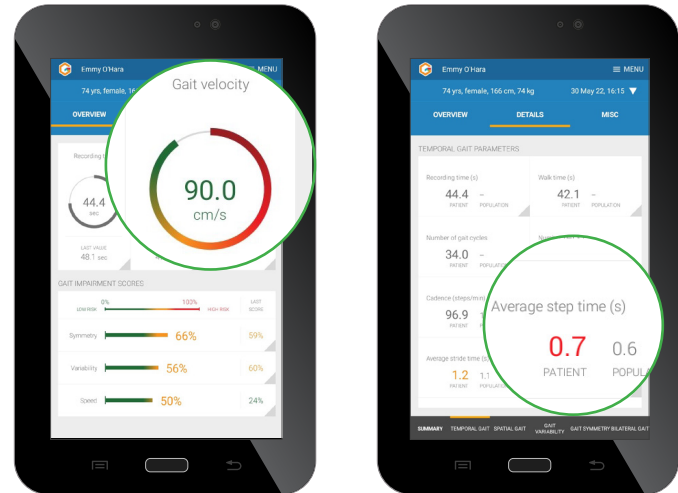 Emmy O'Hara
MENU
74 yrs, female, 16
OVERVIEW
Gait velocity
90.0
cm/s
Recording t
44.4
sec
LAST VALUE
48.1 sec
GAIT IMPAIRMENT SCORES
0%
100%
LAST
SCORE
LOW RISK
HIGH RISK
Symmetry
66%
59%
Variability
56%
60%
Speed
50%
24%
Emmy O'Hara
MENU
74 yrs, female, 166 cm, 74 kg
30 May 22, 16:15
OVERVIEW
DETAILS
MISC
TEMPORAL GAIT PARAMETERS
Recording time (s)
Walk time (s)
44.4 –
42.1 –
PATIENT POPULATION
PATIENT POPULATION
Number of gait cycles
34.0 –
PATIENT POPULATION
Cadence (steps/min)
96.9
PATIENT
Average step time (s)
0.7 0.6
PATIENT POPULA
Average stride time (s)
1.2 1.1
PATIENT POPULATION
SUMMARY TEMPORAL GAIT SPATIAL GAIT GAIT VARIABILITY GAIT SYMMETRY BILATERAL GAIT